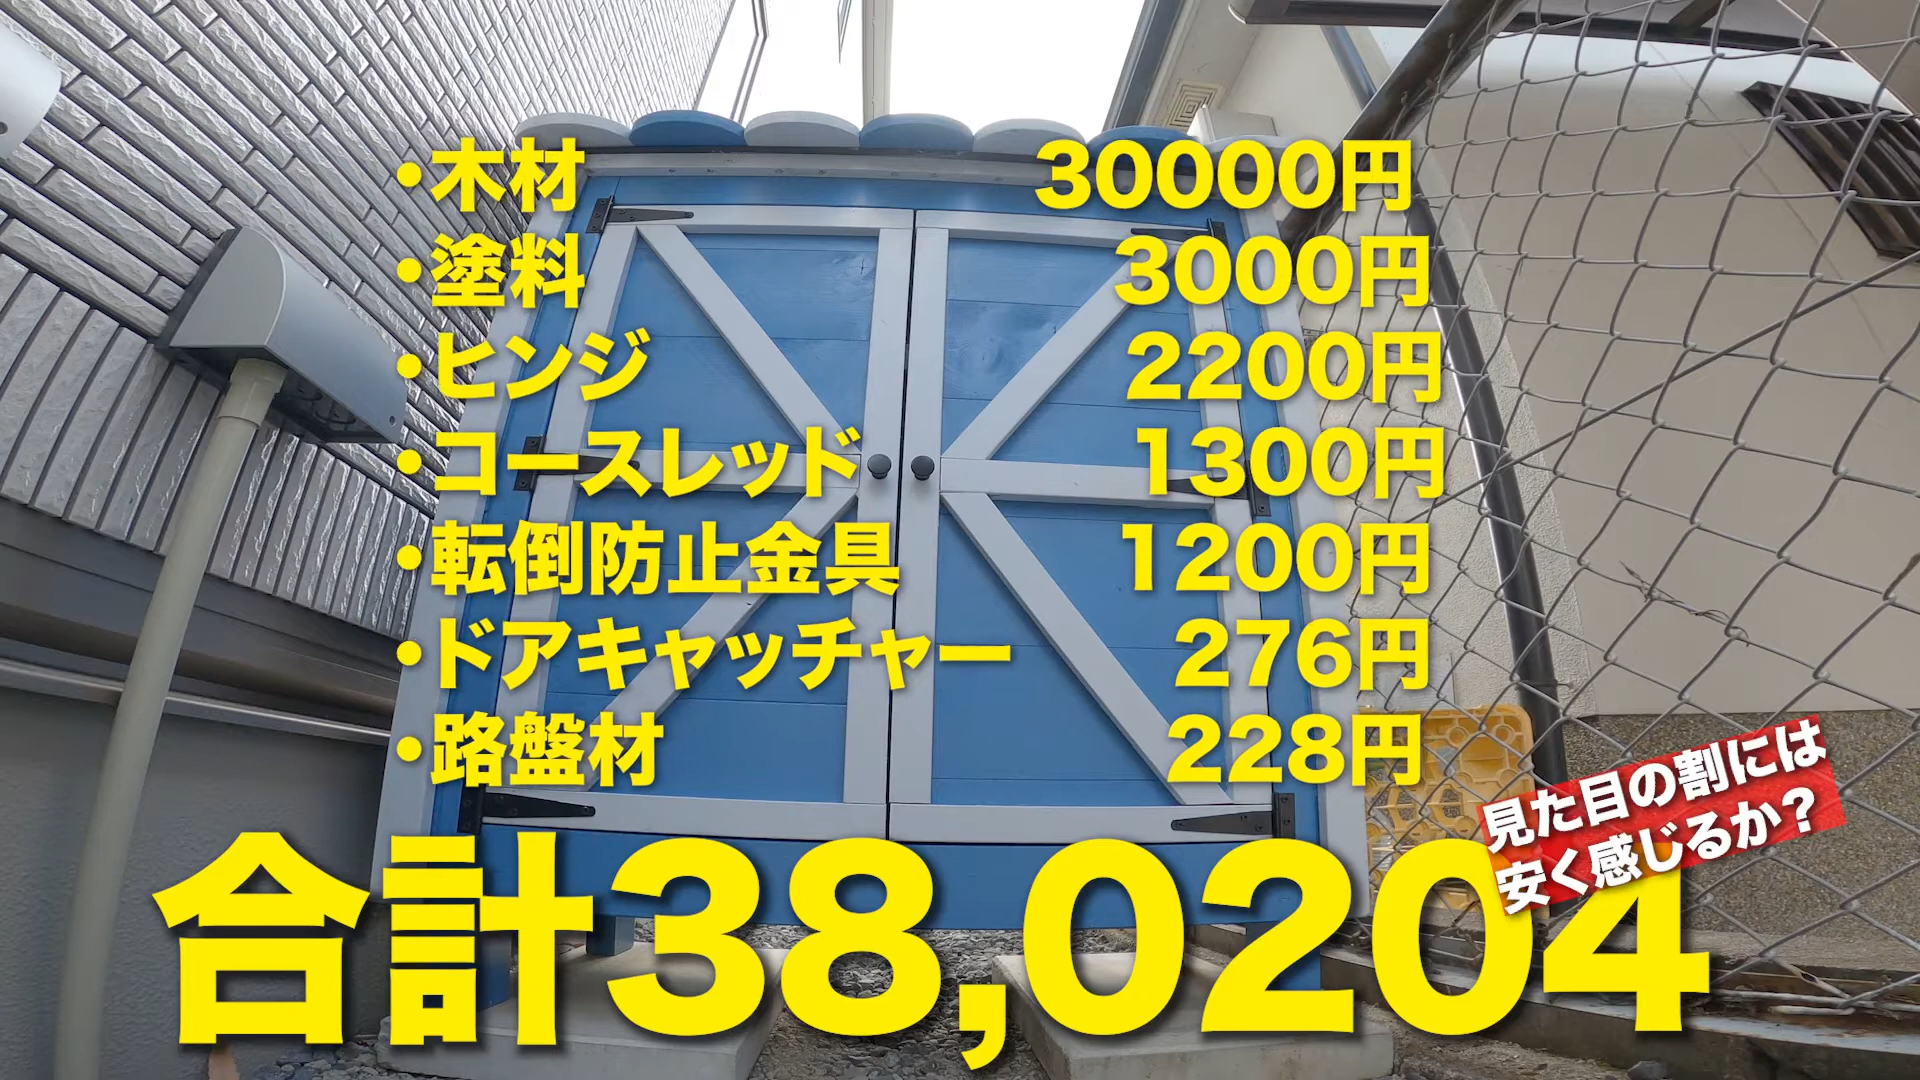 ・木材 30000円
・塗料 3000円
・ヒンジ 2200円
・コースレッド 1300円
・転倒防止金具 1200円
・ドアキャッチャー 276円
・路盤材 228円
見た目の割には
安く感じるか?
合計38,0204